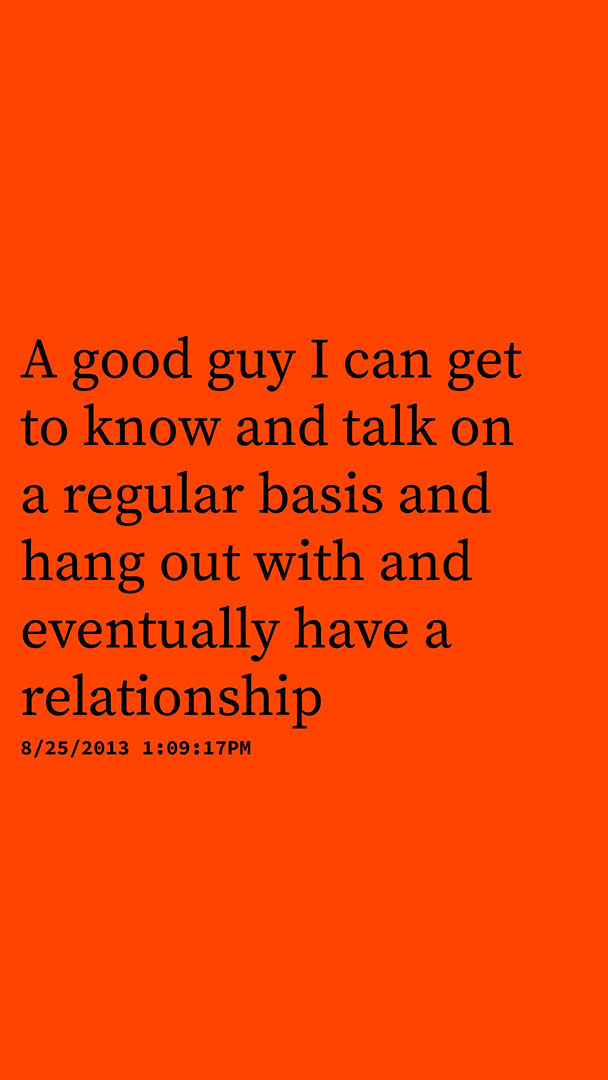 A good guy I can get
to know and talk on
a regular basis and
hang out with and
eventually have a
relationship
8/25/2013 1:09:17PM